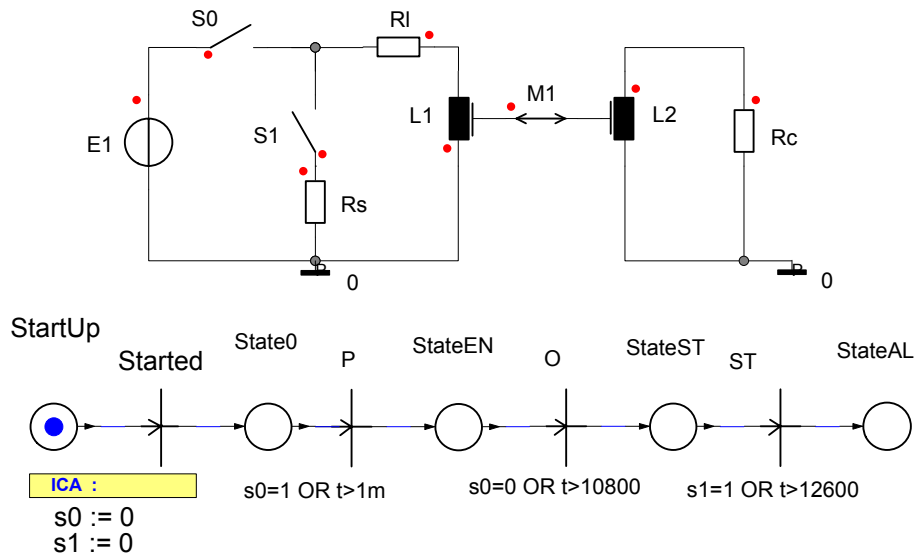 S0
Rl
E1
S1
L1
M1
L2
Rc
Rs
0
0
StartUp
Started
State0
P
StateEN
O
StateST
ST
StateAL
ICA :
s0 := 0
s1 := 0
s0=1 OR t>1m
s0=0 OR t>10800
s1=1 OR t>12600